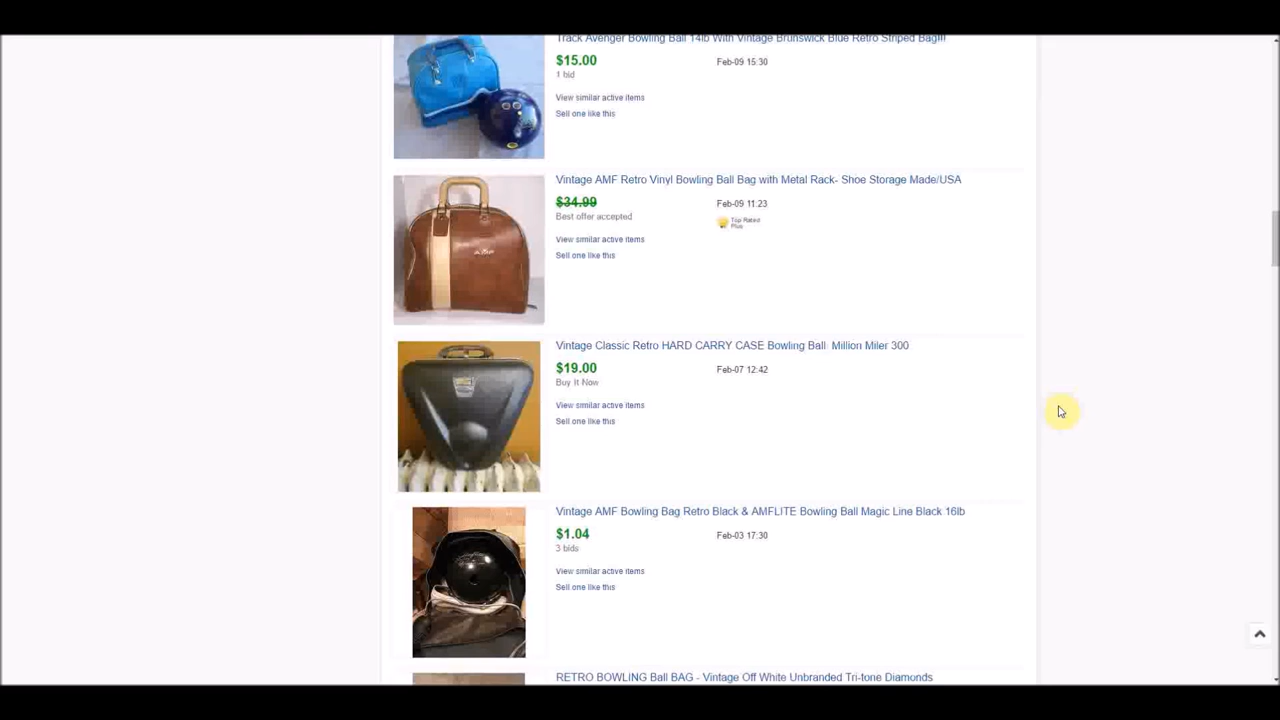 Track Avenger Bowling Ball 14lb With Vintage Brunswick Blue Retro Striped Bag!!!
$15.00
Feb-09 15:30
1 bid
View similar active items
Sell one like this
Vintage AMF Retro Vinyl Bowling Ball Bag with Metal Rack- Shoe Storage Made/USA
$34.99
Feb-09 11:23
Best offer accepted
Top Rated
Plus
View similar active items
Sell one like this
Vintage Classic Retro HARD CARRY CASE Bowling Ball Million Miler 300
$19.00
Feb-07 12:42
Buy It Now
View similar active items
Sell one like this
Vintage AMF Bowling Bag Retro Black & AMFLITE Bowling Ball Magic Line Black 16lb
$1.04
Feb-03 17:30
3 bids
View similar active items
Sell one like this
RETRO BOWLING Ball BAG - Vintage Off White Unbranded Tri-tone Diamonds